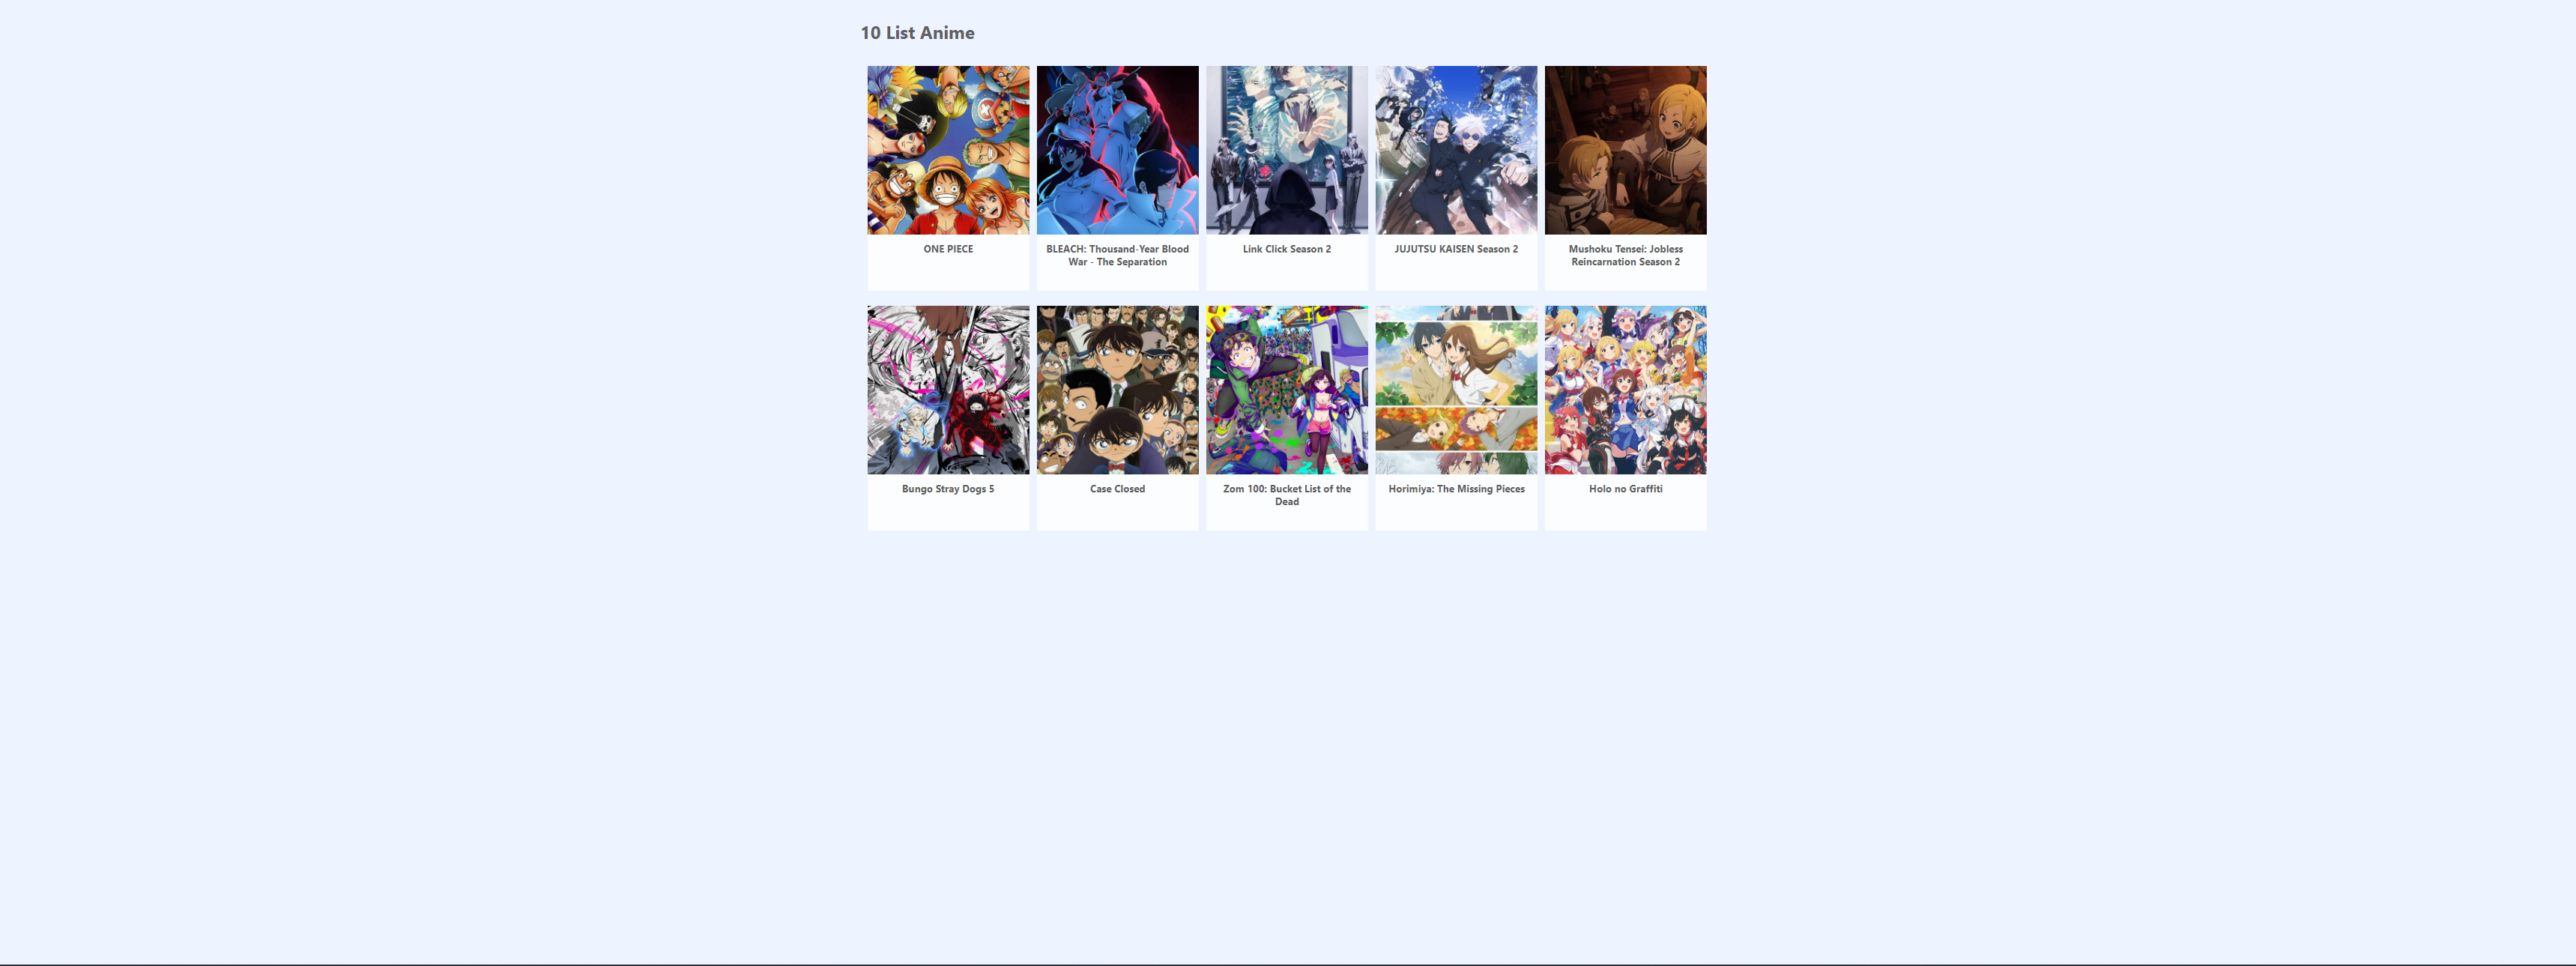 10 List Anime
ONE PIECE
BLEACH: Thousand-Year Blood
War - The Separation
Link Click Season 2
JUJUTSU KAISEN Season 2
Mushoku Tensei: Jobless
Reincarnation Season 2
Bungo Stray Dogs 5
Case Closed
Zom 100: Bucket List of the
Dead
Horimiya: The Missing Pieces
Holo no Graffiti